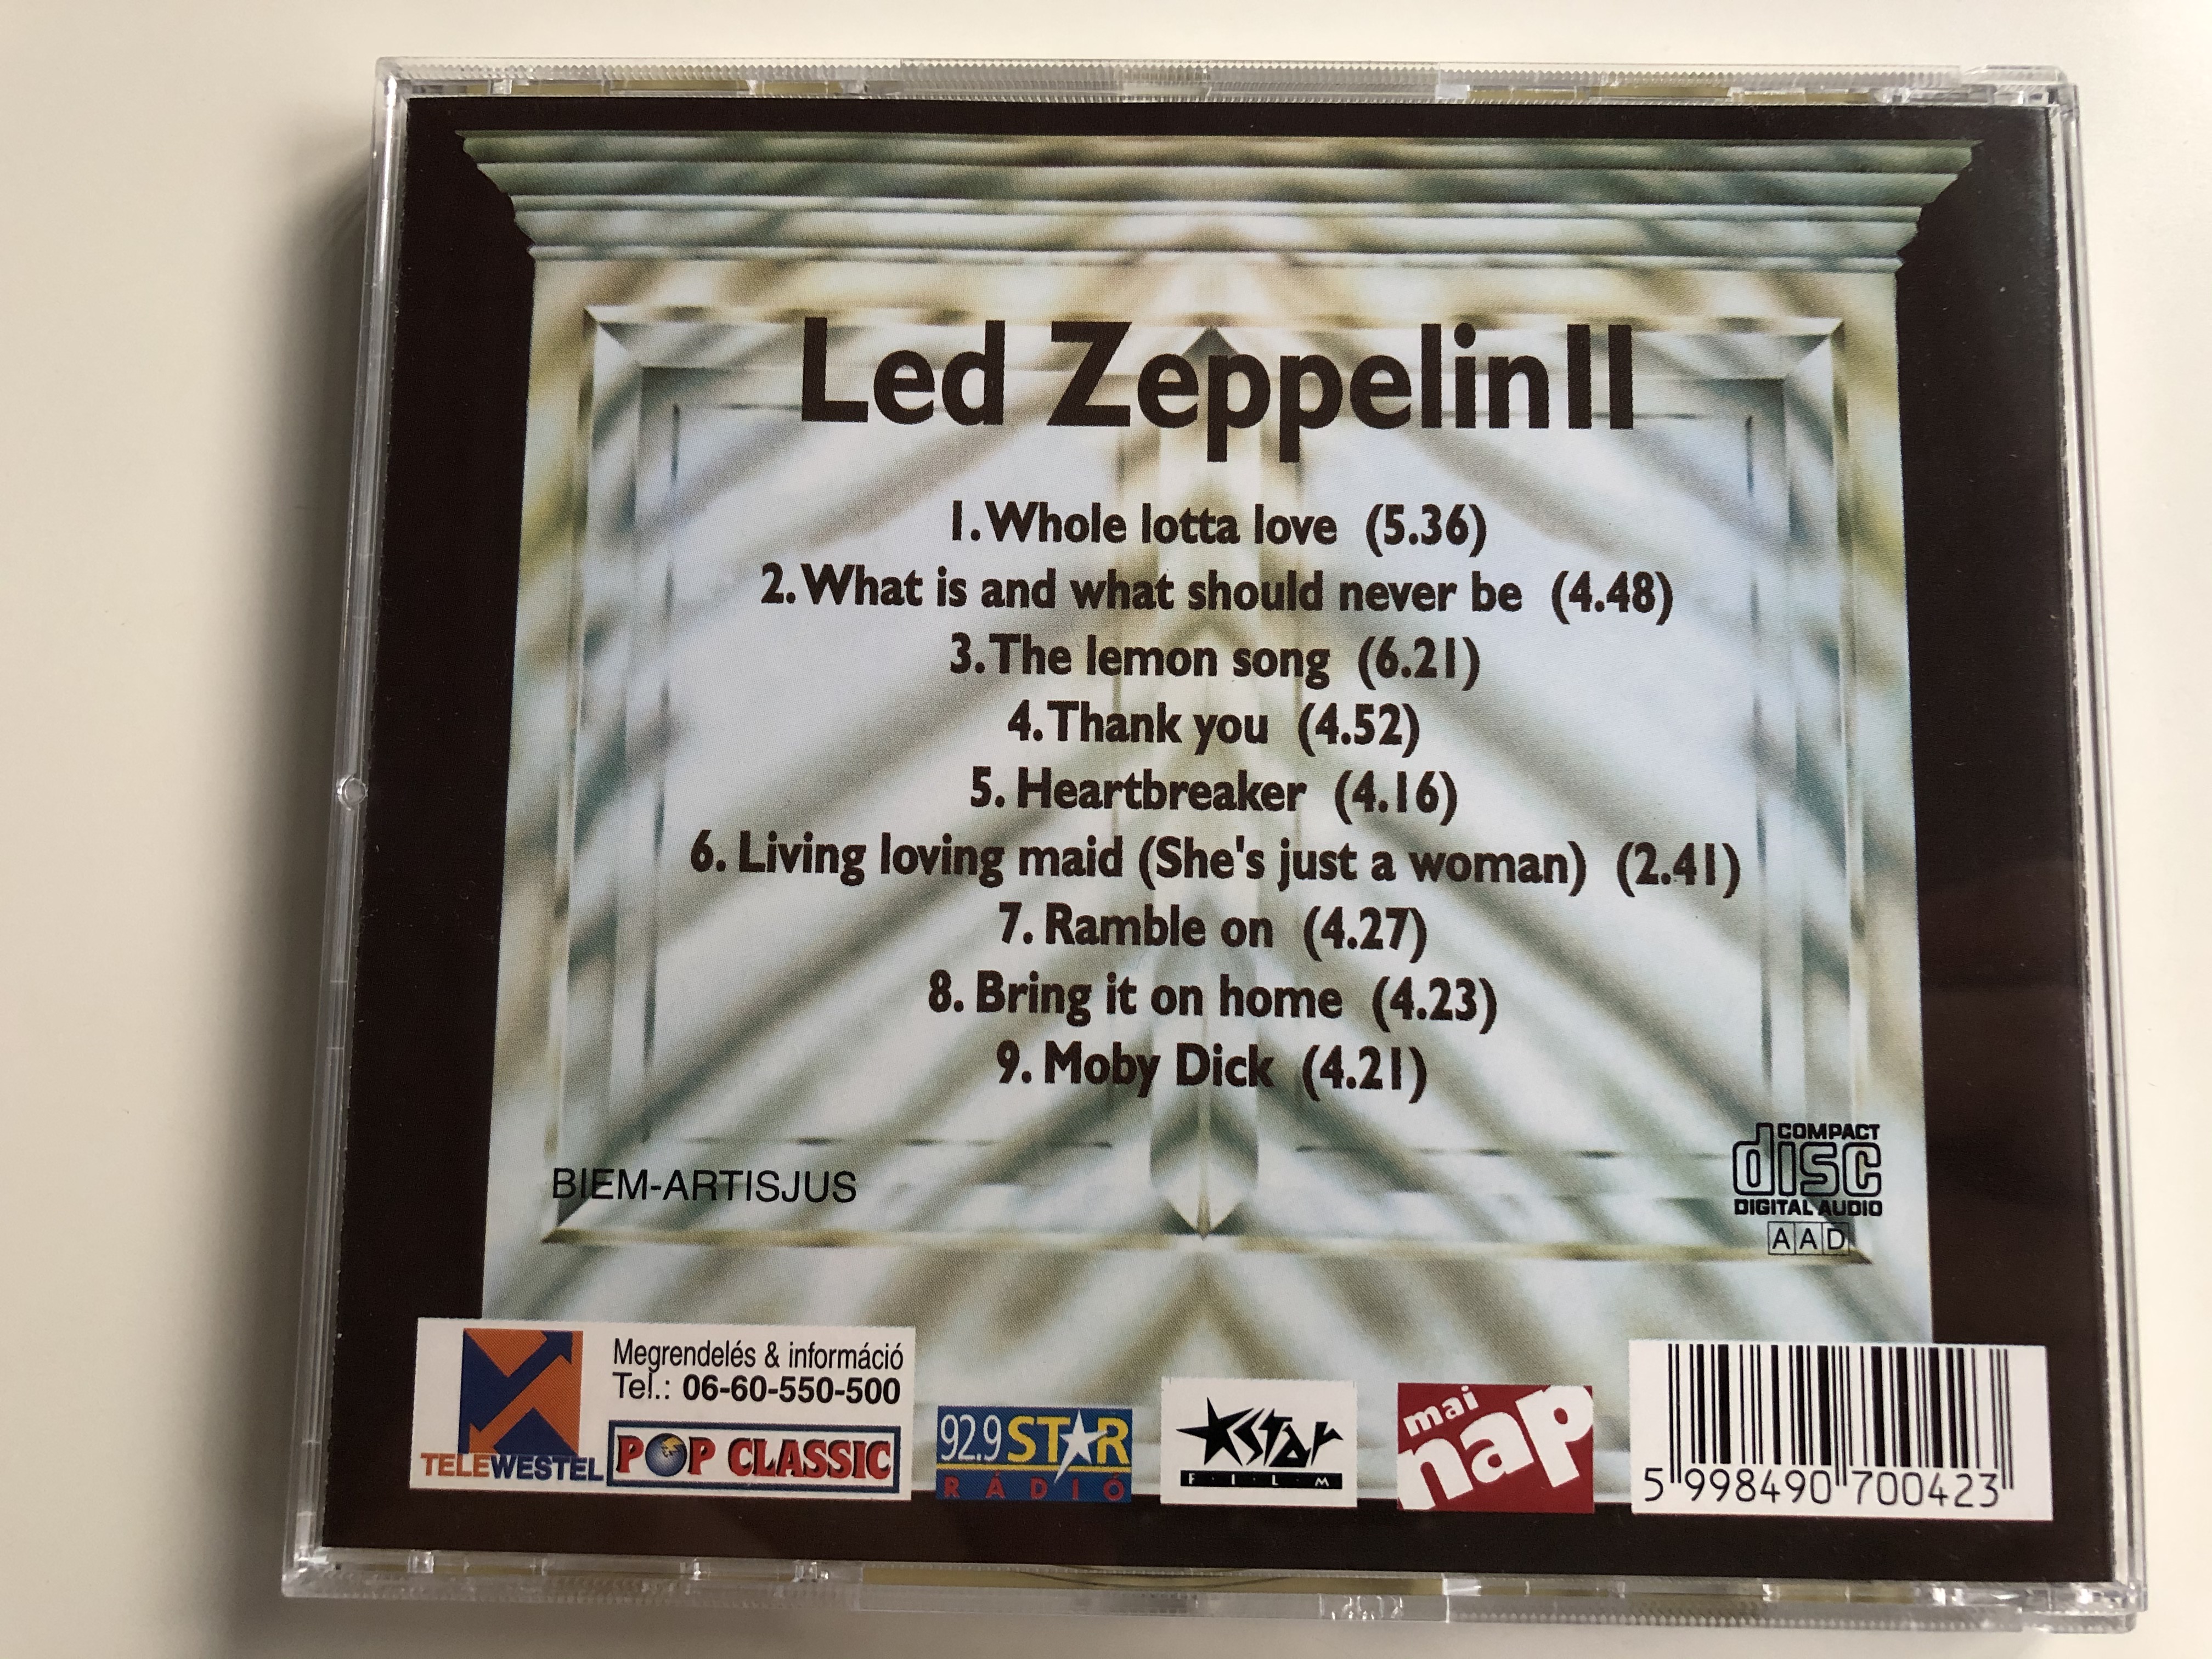 Led Zeppelin II
1. Whole lotta love (5.36)
2. What is and what should never be (4.48)
3. The lemon song (6.21)
4. Thank you (4.52)
5. Heartbreaker (4.16)
6. Living loving maid (She's just a woman) (2.41)
7. Ramble on (4.27)
8. Bring it on home (4.23)
9. Moby Dick (4.21)
BIEM-ARTISJUS
COMPACT
disc
DIGITAL AUDIO
AAD
Megrendelés & információ
Tel.: 06-60-550-500
TELEWESTEL
POP CLASSIC
92.9 STAR
RÁDIÓ
STAR
FILM
mai
nap
5 998490 700423